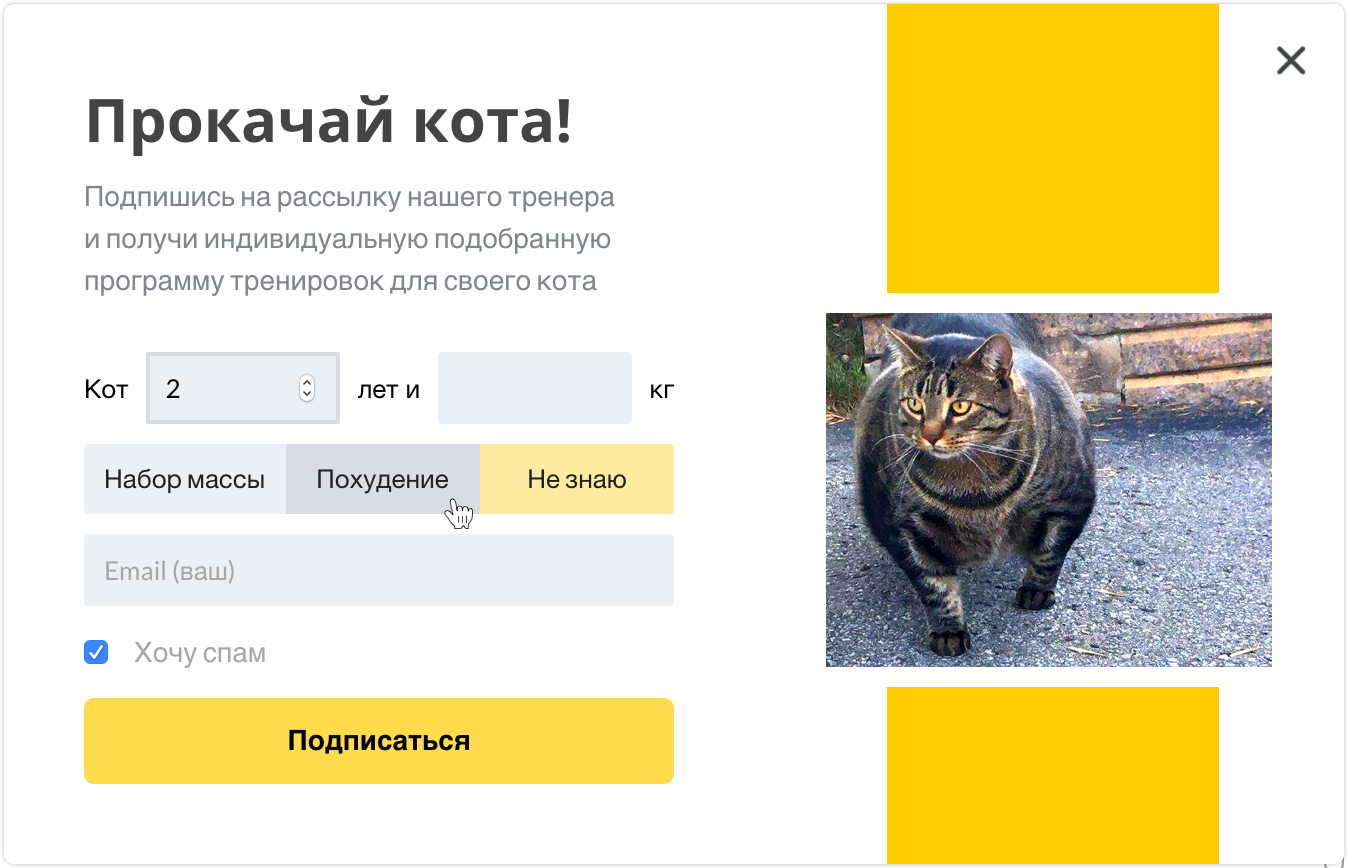 Прокачай кота!
Подпишись на рассылку нашего тренера
и получи индивидуальную подобранную
программу тренировок для своего кота
Кот 2 лет и кг
Набор массы Похудение Не знаю
Email (ваш)
Хочу спам
Подписаться